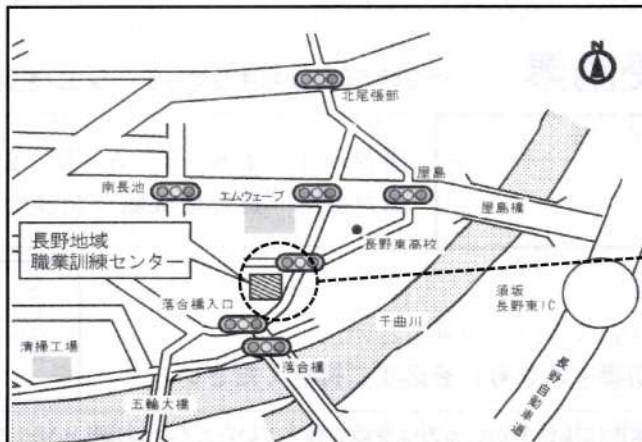 N
北尾張部
南長池
エムウェーブ
屋島
屋島橋
長野東高校
長野地域
職業訓練センター
須坂
長野東IC
落合橋入口
千曲川
清掃工場
落合橋
五輪大橋
長野自動車道